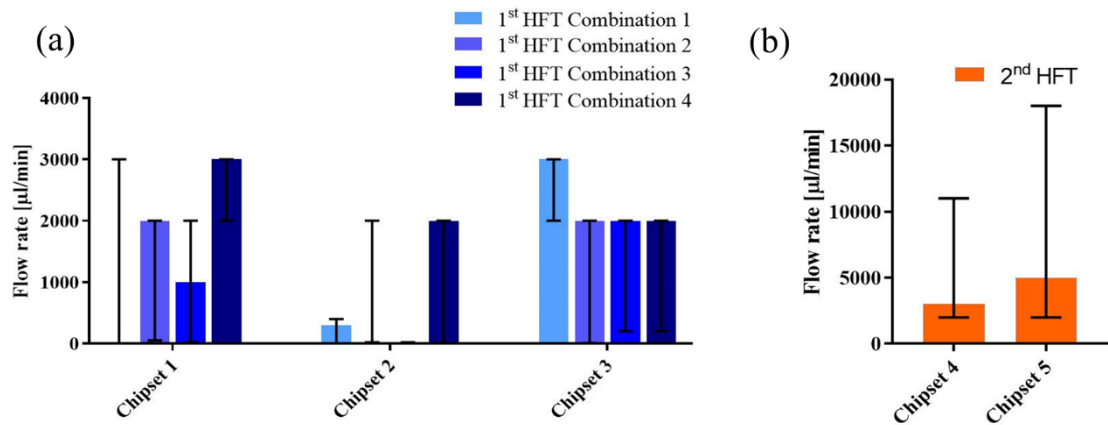 (a)
1st HFT Combination 1
1st HFT Combination 2
1st HFT Combination 3
1st HFT Combination 4
Flow rate [µl/min]
4000
3000
2000
1000
0
Chipset 1
Chipset 2
Chipset 3
(b)
2nd HFT
Flow rate [µl/min]
20000
15000
10000
5000
0
Chipset 4
Chipset 5